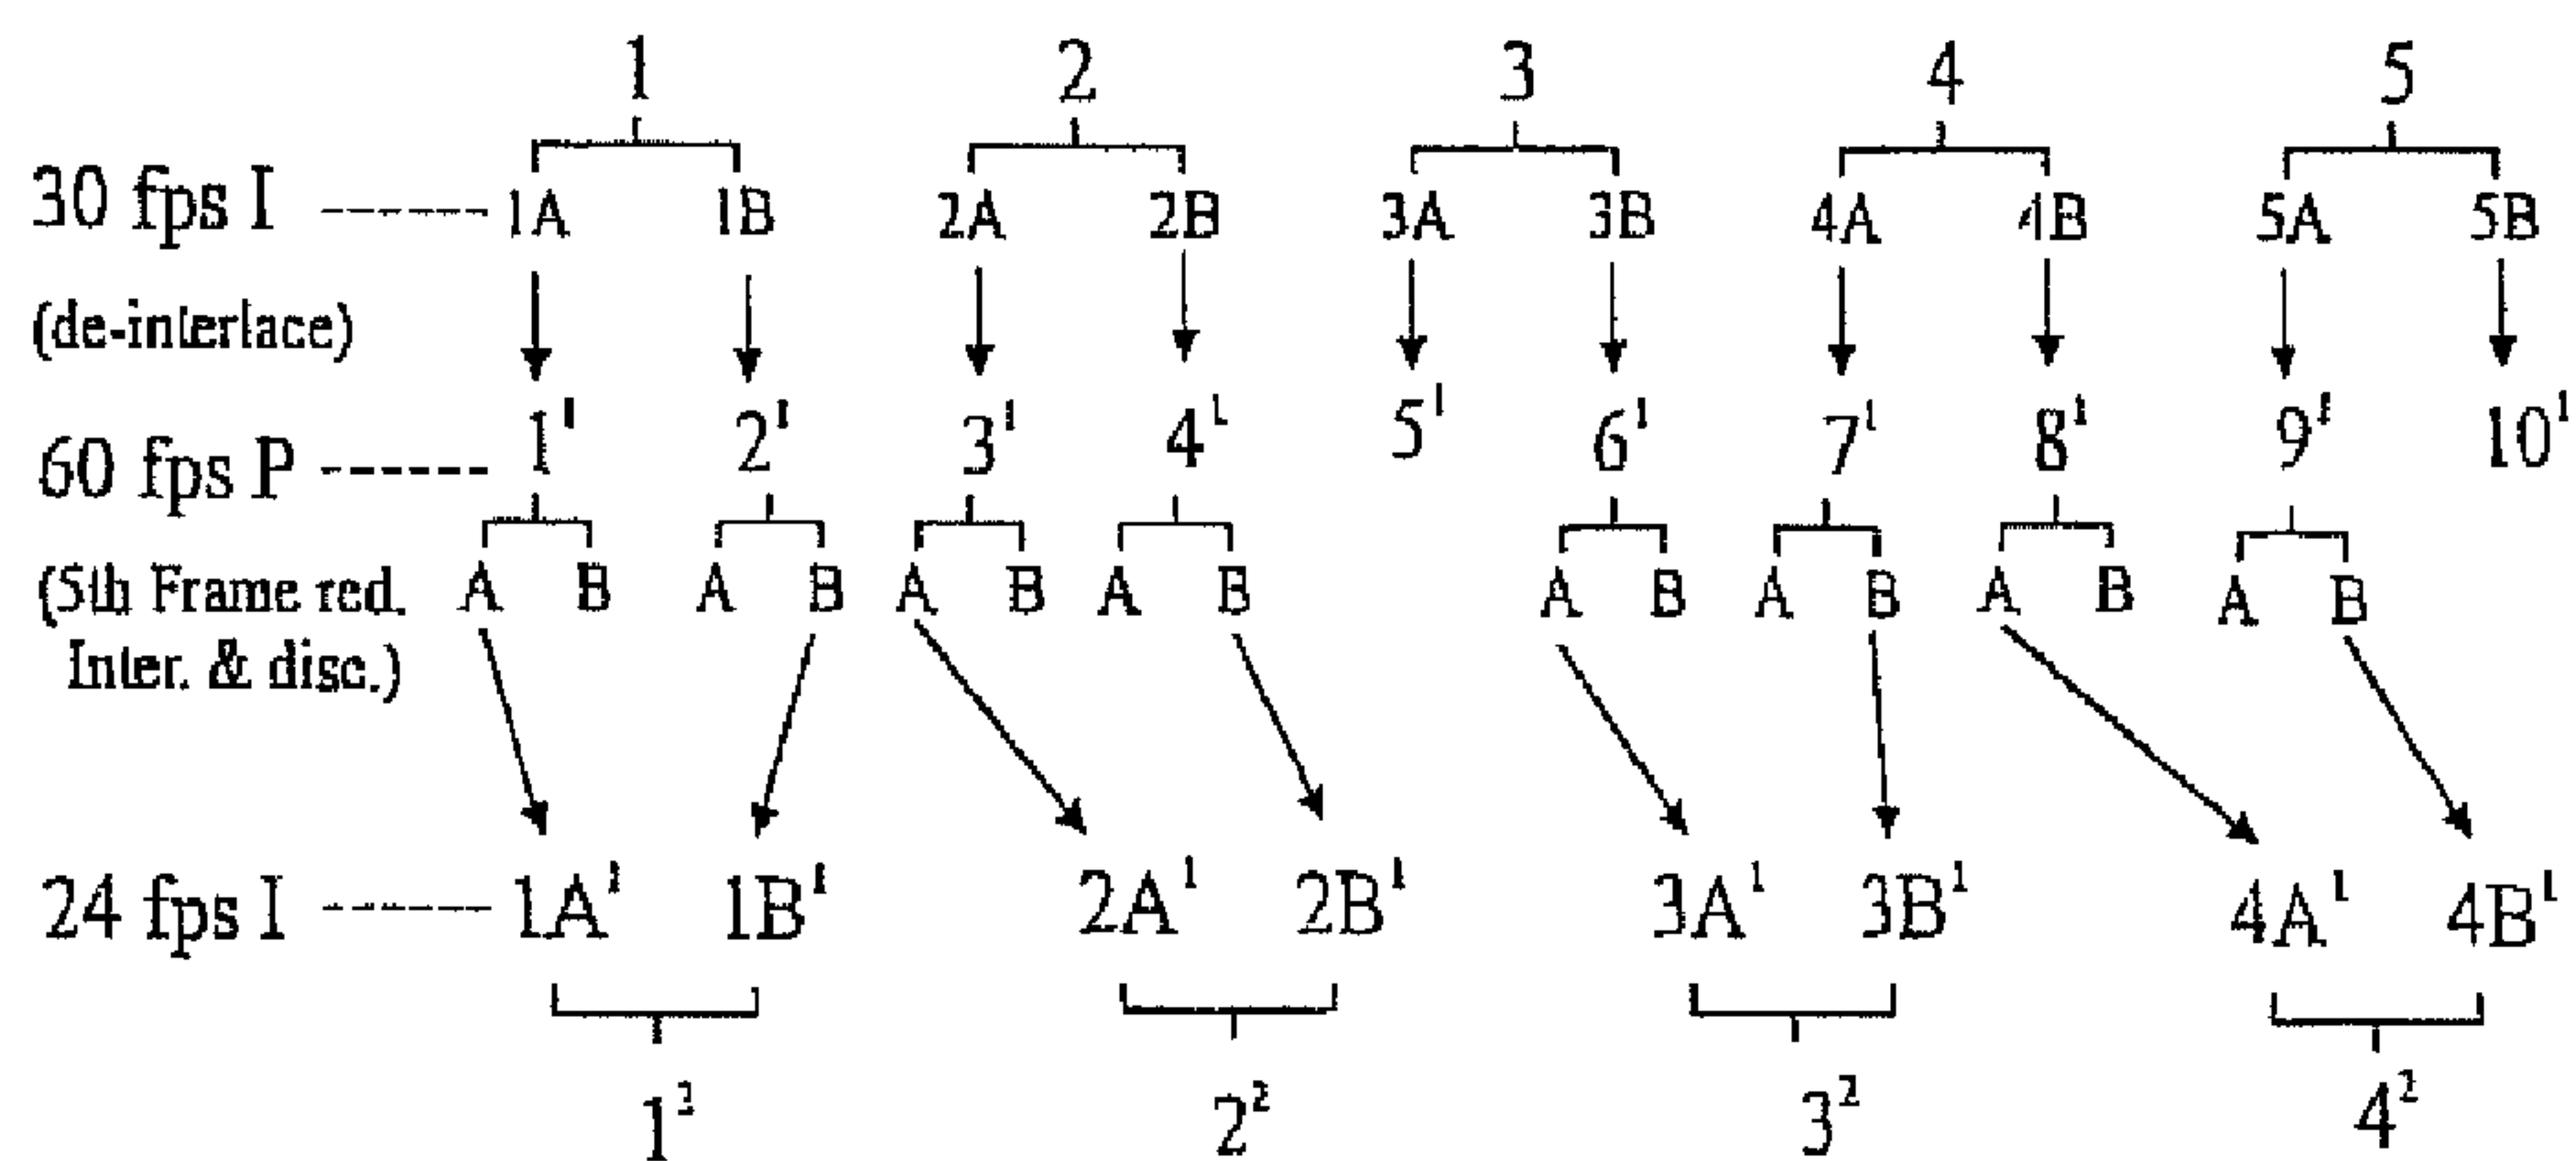 1 2 3 4 5
30 fps I 1A 1B 2A 2B 3A 3B 4A 4B 5A 5B
(de-interlace)
60 fps P 1¹ 2¹ 3¹ 4¹ 5¹ 6¹ 7¹ 8¹ 9¹ 10¹
(5th Frame red. A B A B A B A B A B A B A B A B
Inter. & disc.)
24 fps I 1A¹ 1B¹ 2A¹ 2B¹ 3A¹ 3B¹ 4A¹ 4B¹
1² 2² 3² 4²